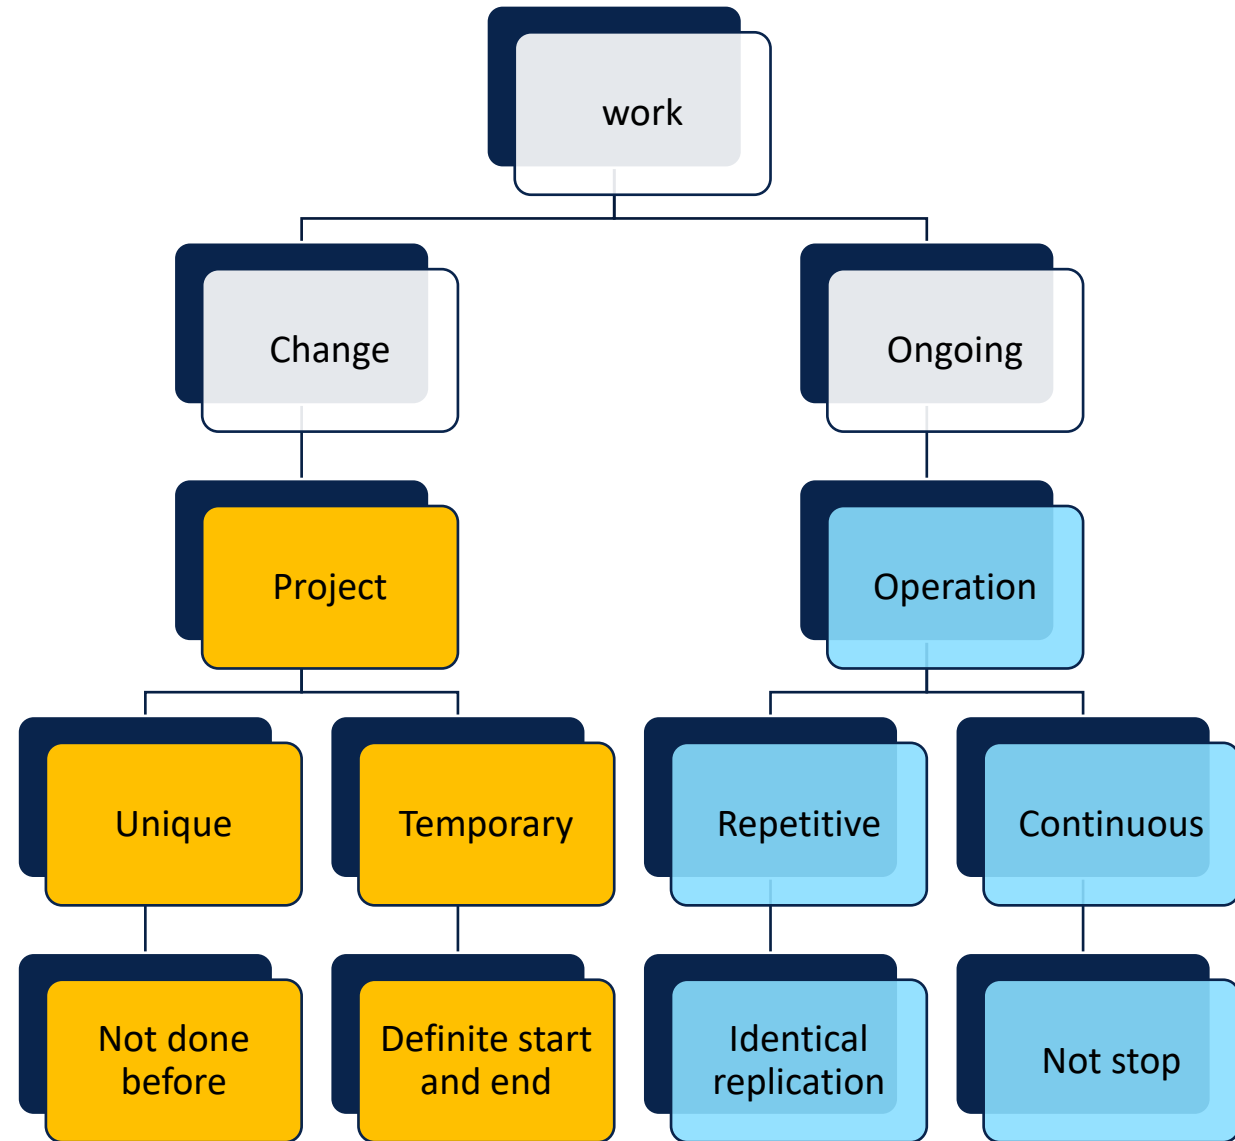 work
Change
Ongoing
Project
Operation
Unique
Temporary
Repetitive
Continuous
Not done
before
Definite start
and end
Identical
replication
Not stop